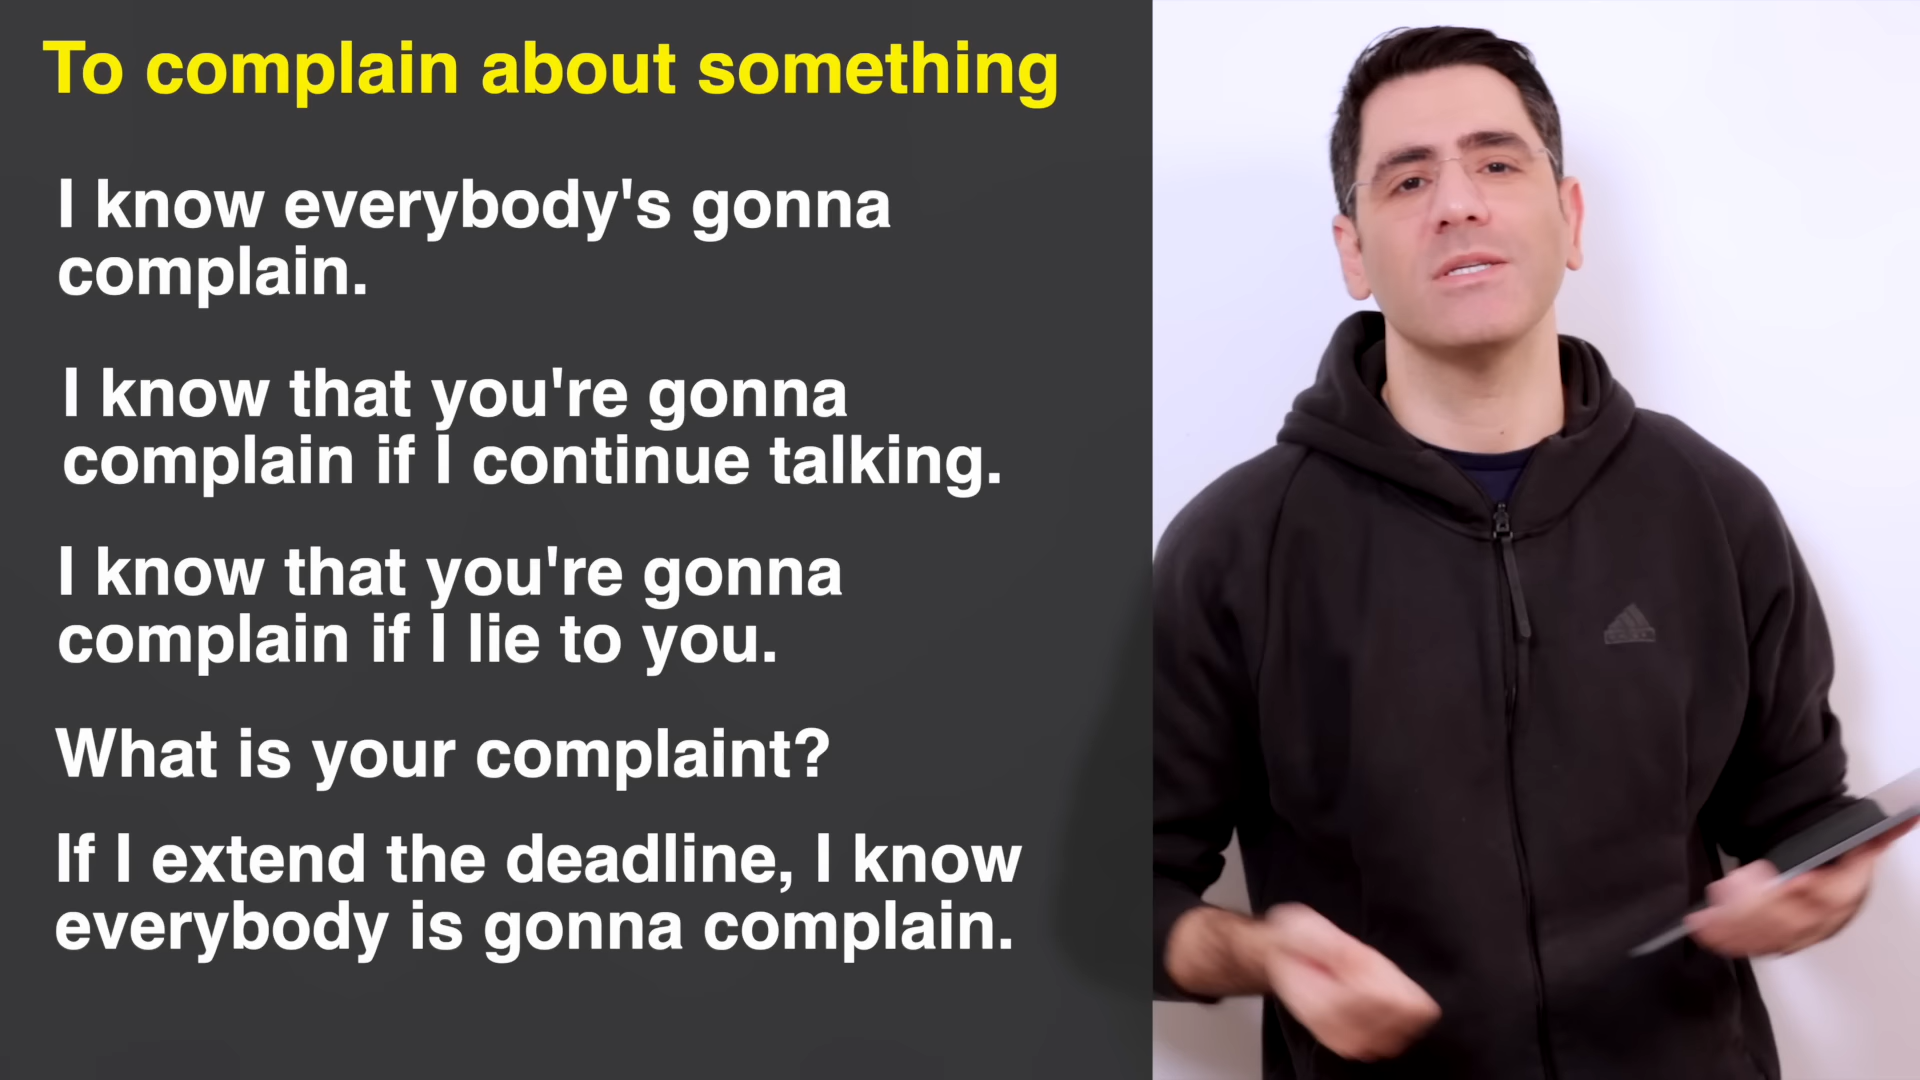 To complain about something
I know everybody's gonna
complain.
I know that you're gonna
complain if I continue talking.
I know that you're gonna
complain if I lie to you.
What is your complaint?
If I extend the deadline, I know
everybody is gonna complain.